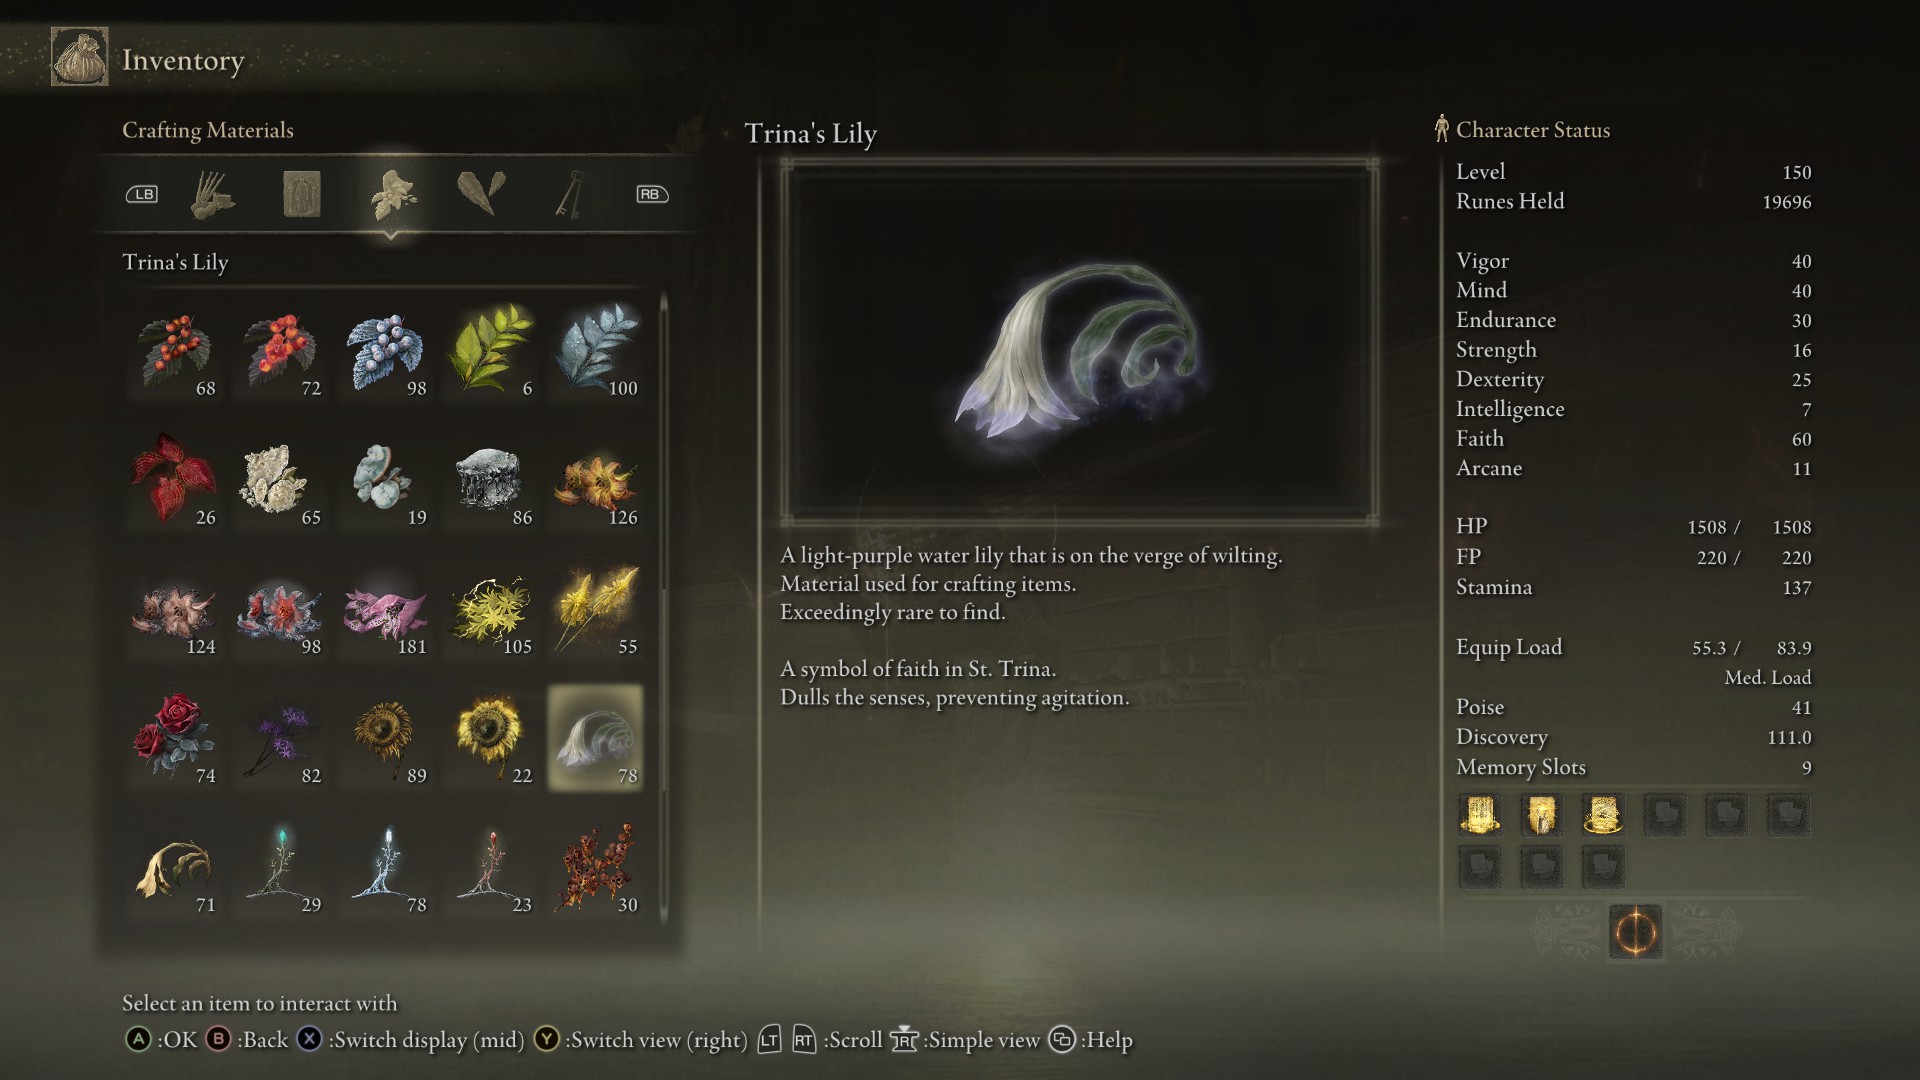 Inventory
Crafting Materials
LB
RB
Trina's Lily
68 72 98 6 100
26 65 19 86 126
124 98 181 105 55
74 82 89 22 78
71 29 78 23 30
Trina's Lily
A light-purple water lily that is on the verge of wilting.
Material used for crafting items.
Exceedingly rare to find.
A symbol of faith in St. Trina.
Dulls the senses, preventing agitation.
Character Status
Level 150
Runes Held 19696
Vigor 40
Mind 40
Endurance 30
Strength 16
Dexterity 25
Intelligence 7
Faith 60
Arcane 11
HP 1508 / 1508
FP 220 / 220
Stamina 137
Equip Load 55.3 / 83.9
Med. Load
Poise 41
Discovery 111.0
Memory Slots 9
Select an item to interact with
A :OK B :Back X :Switch display (mid) Y :Switch view (right) LT RT :Scroll R :Simple view :Help